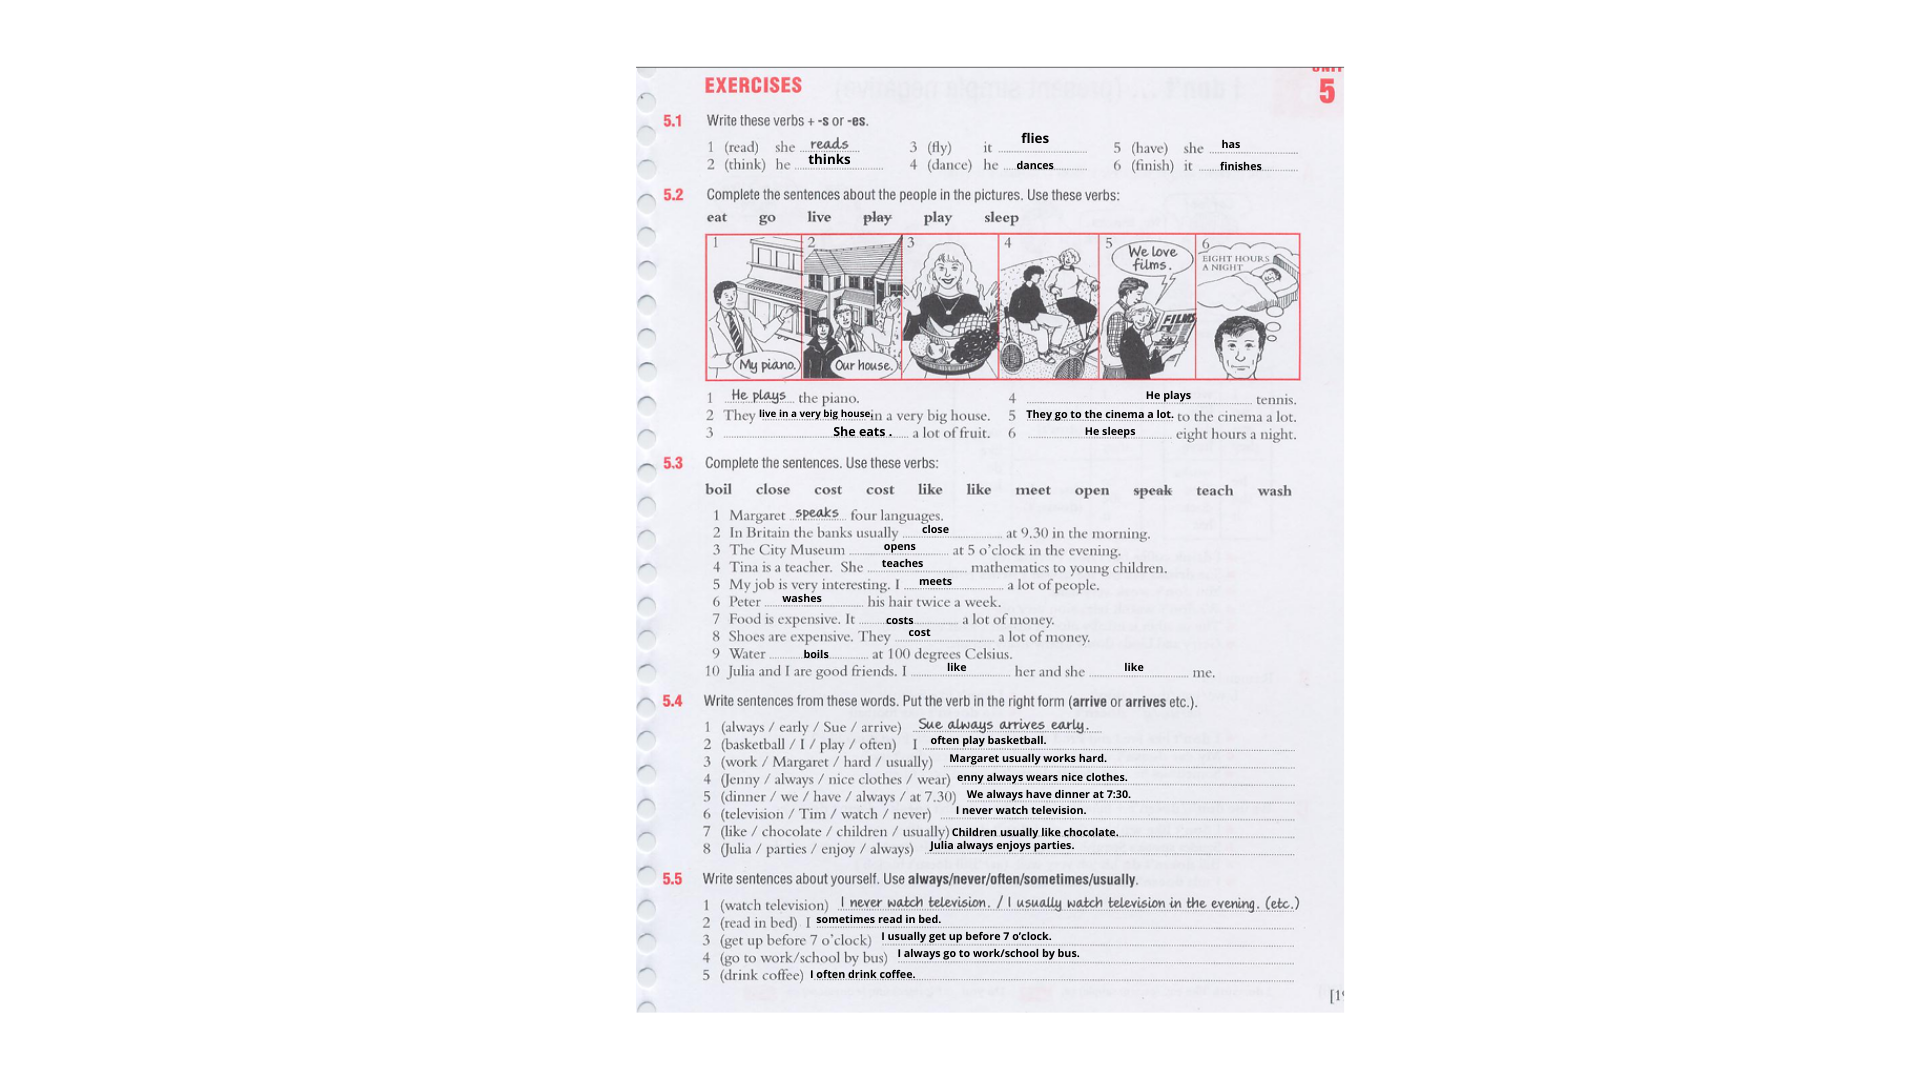 UNIT
5
EXERCISES
5.1 Write these verbs + -s or -es.
1 (read) she reads 3 (fly) it flies 5 (have) she has
2 (think) he thinks 4 (dance) he dances 6 (finish) it finishes
5.2 Complete the sentences about the people in the pictures. Use these verbs:
eat go live play play sleep
1 2 3 4 5 6
We love films.
EIGHT HOURS A NIGHT
FILMS
My piano.
Our house.
1 He plays the piano. 4 He plays tennis.
2 They live in a very big house. in a very big house. 5 They go to the cinema a lot. to the cinema a lot.
3 She eats . a lot of fruit. 6 He sleeps eight hours a night.
5.3 Complete the sentences. Use these verbs:
boil close cost cost like like meet open speak teach wash
1 Margaret speaks four languages.
2 In Britain the banks usually close at 9.30 in the morning.
3 The City Museum opens at 5 o'clock in the evening.
4 Tina is a teacher. She teaches mathematics to young children.
5 My job is very interesting. I meets a lot of people.
6 Peter washes his hair twice a week.
7 Food is expensive. It costs a lot of money.
8 Shoes are expensive. They cost a lot of money.
9 Water boils at 100 degrees Celsius.
10 Julia and I are good friends. I like her and she like me.
5.4 Write sentences from these words. Put the verb in the right form (arrive or arrives etc.).
1 (always / early / Sue / arrive) Sue always arrives early.
2 (basketball / I / play / often) I often play basketball.
3 (work / Margaret / hard / usually) Margaret usually works hard.
4 (Jenny / always / nice clothes / wear) enny always wears nice clothes.
5 (dinner / we / have / always / at 7.30) We always have dinner at 7:30.
6 (television / Tim / watch / never) I never watch television.
7 (like / chocolate / children / usually) Children usually like chocolate.
8 (Julia / parties / enjoy / always) Julia always enjoys parties.
5.5 Write sentences about yourself. Use always/never/often/sometimes/usually.
1 (watch television) I never watch television. / I usually watch television in the evening. (etc.)
2 (read in bed) I sometimes read in bed.
3 (get up before 7 o'clock) I usually get up before 7 o'clock.
4 (go to work/school by bus) I always go to work/school by bus.
5 (drink coffee) I often drink coffee.